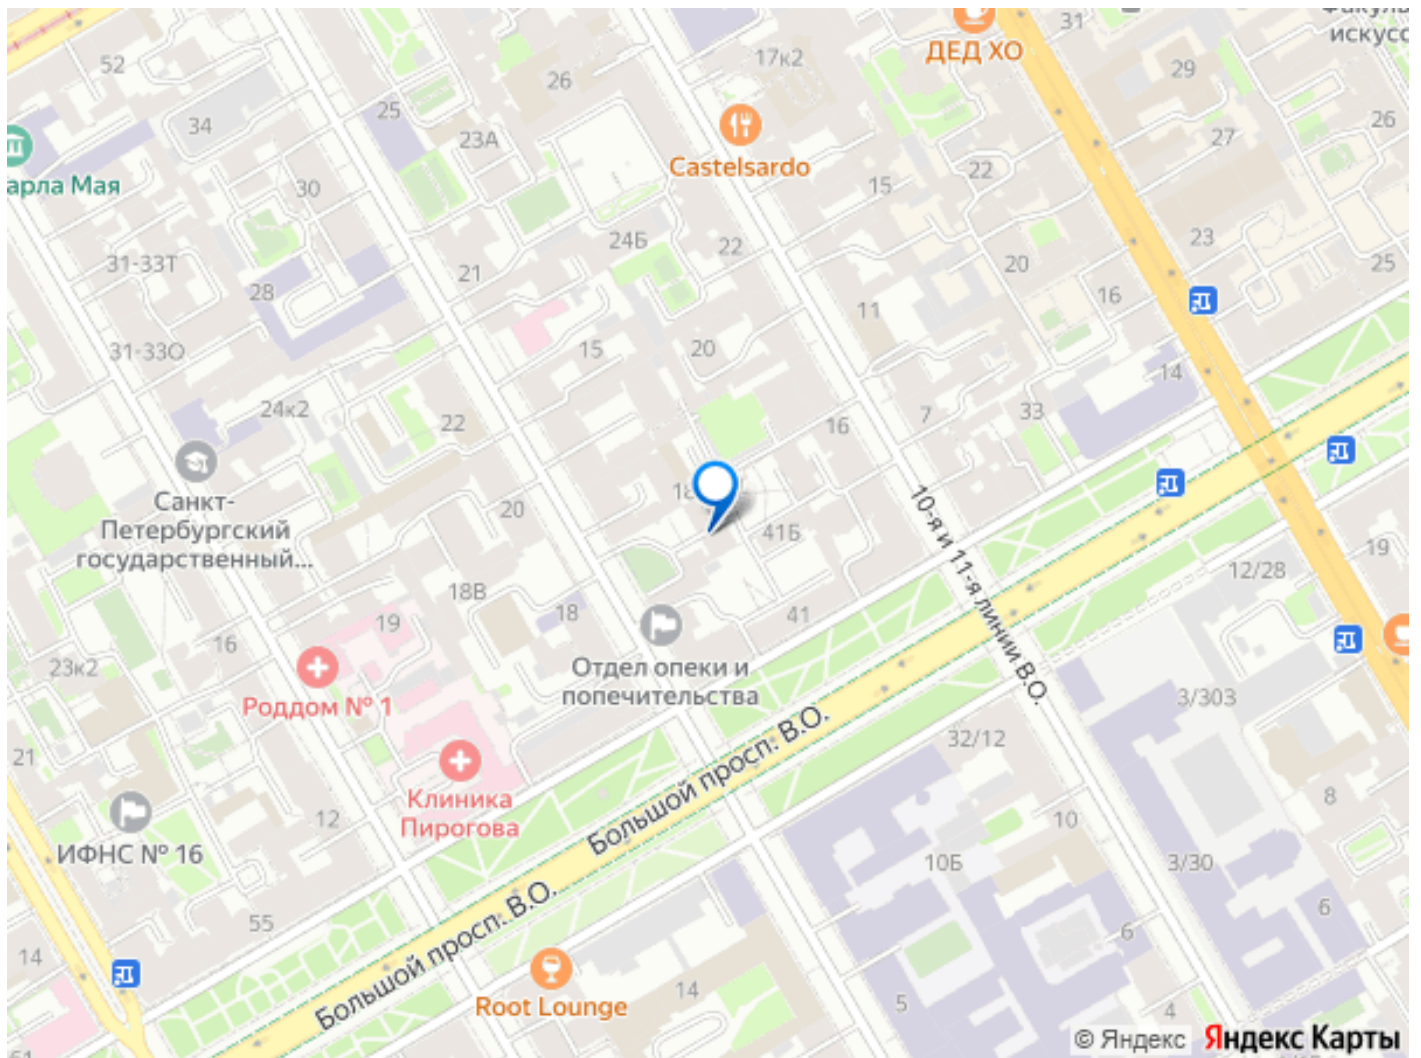 31
искусс
ДЕД ХО
17к2
52
26
29
25
34
23А
26
27
Castelsardo
22
15
арла Мая
30
24Б
22
23
31-33Т
21
20
25
28
16
11
31-33О
15
20
14
24к2
22
7
33
16
Санкт-
Петербургский
государственный...
20
41Б
10-я и 11-я линии В.О.
19
12/28
18В
18
41
19
16
23к2
Отдел опеки и
попечительства
Роддом № 1
3/303
21
32/12
Клиника
Пирогова
12
8
10
ИФНС № 16
Большой просп. В.О.
10Б
3/30
55
Большой просп. В.О.
6
6
14
Root Lounge
14
5
4
© Яндекс Яндекс Карты